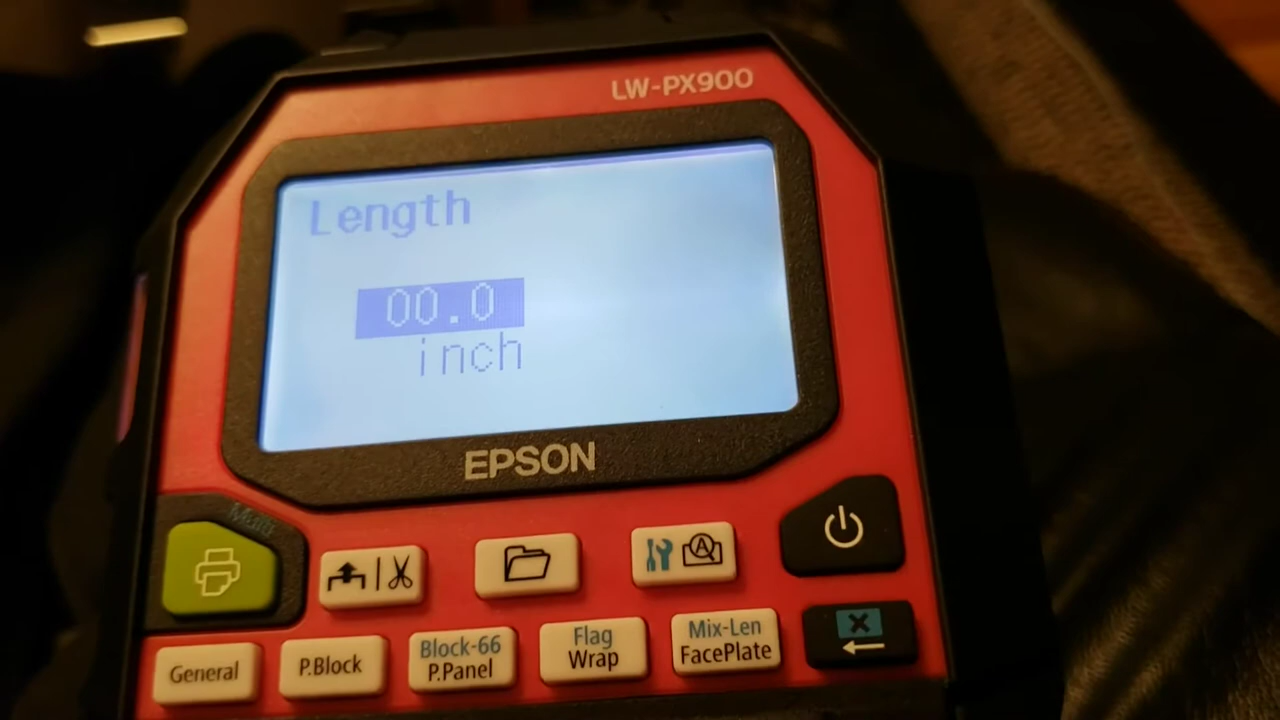 LW-PX900
Length
00.0
inch
EPSON
General
P.Block
Block-66
P.Panel
Flag
Wrap
Mix-Len
FacePlate